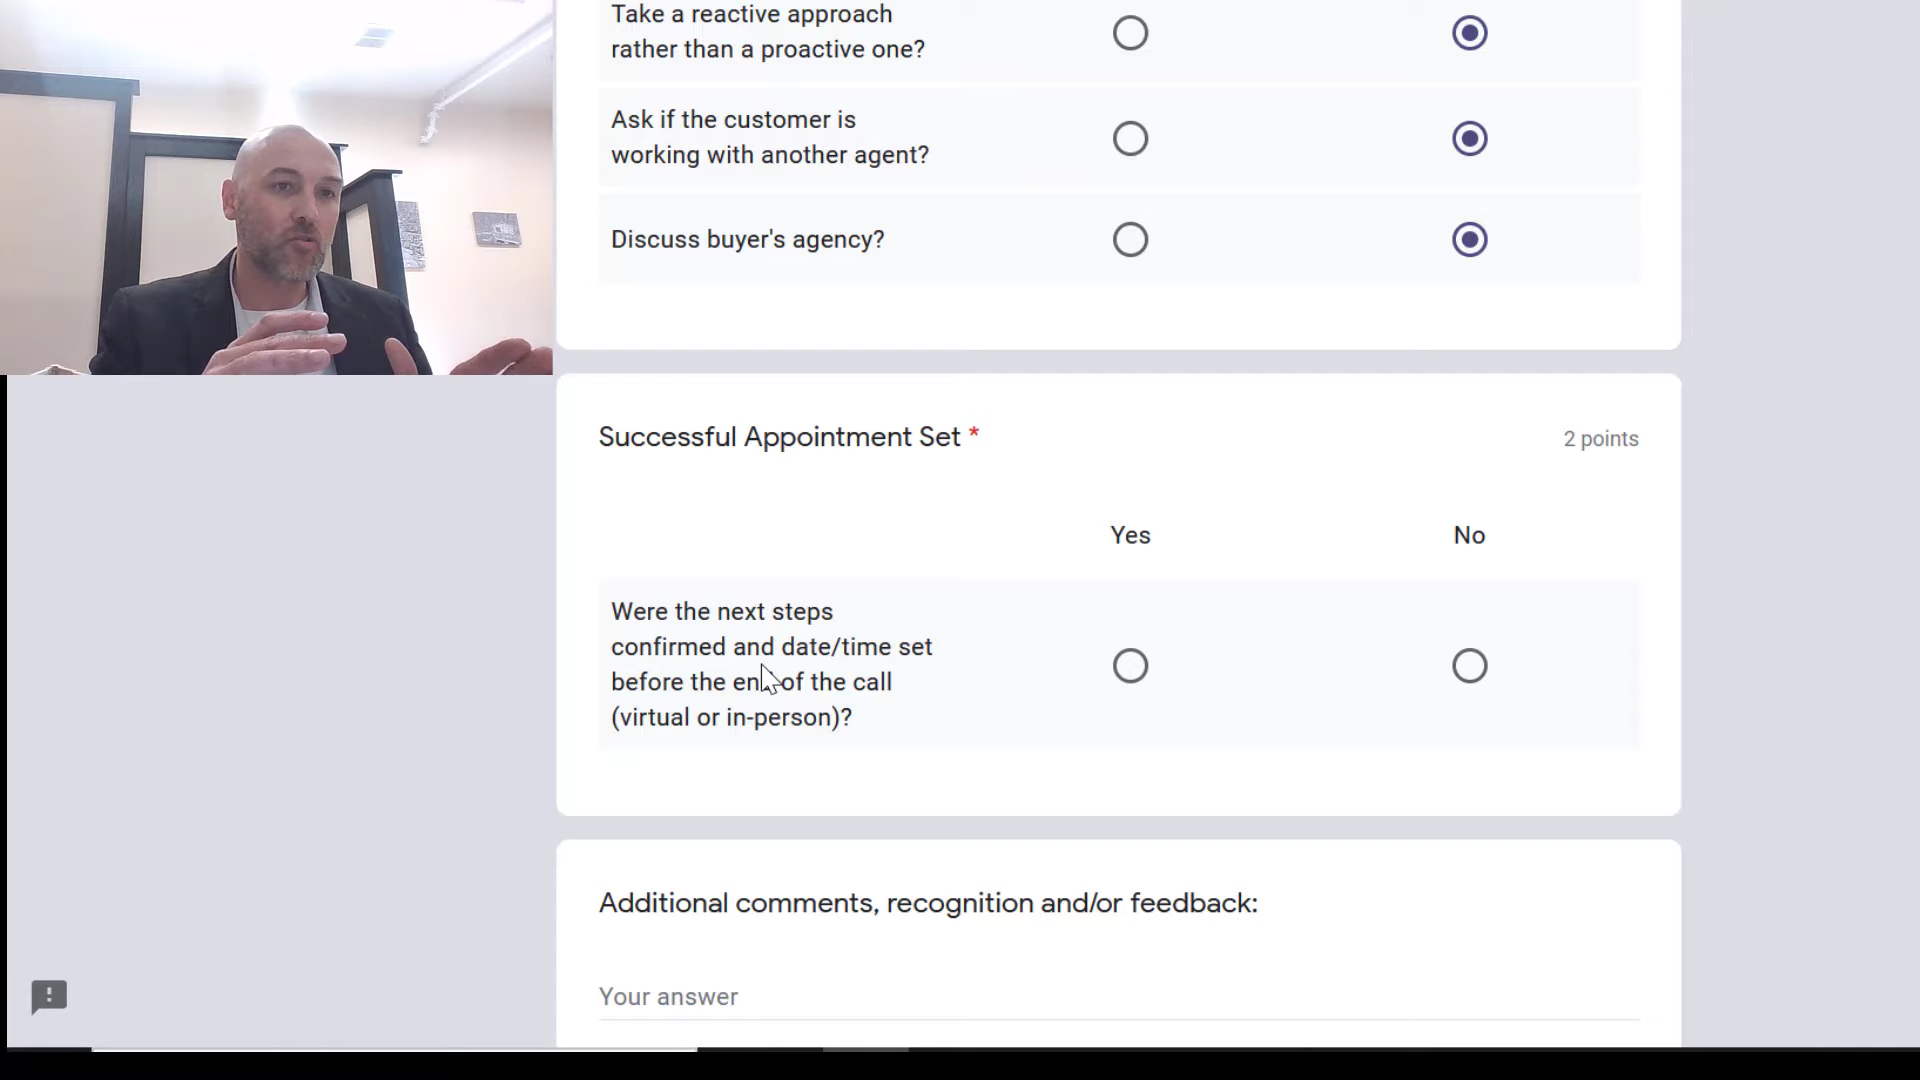 Take a reactive approach
rather than a proactive one?
Ask if the customer is
working with another agent?
Discuss buyer's agency?
Successful Appointment Set *
2 points
Yes
No
Were the next steps
confirmed and date/time set
before the end of the call
(virtual or in-person)?
Additional comments, recognition and/or feedback:
Your answer